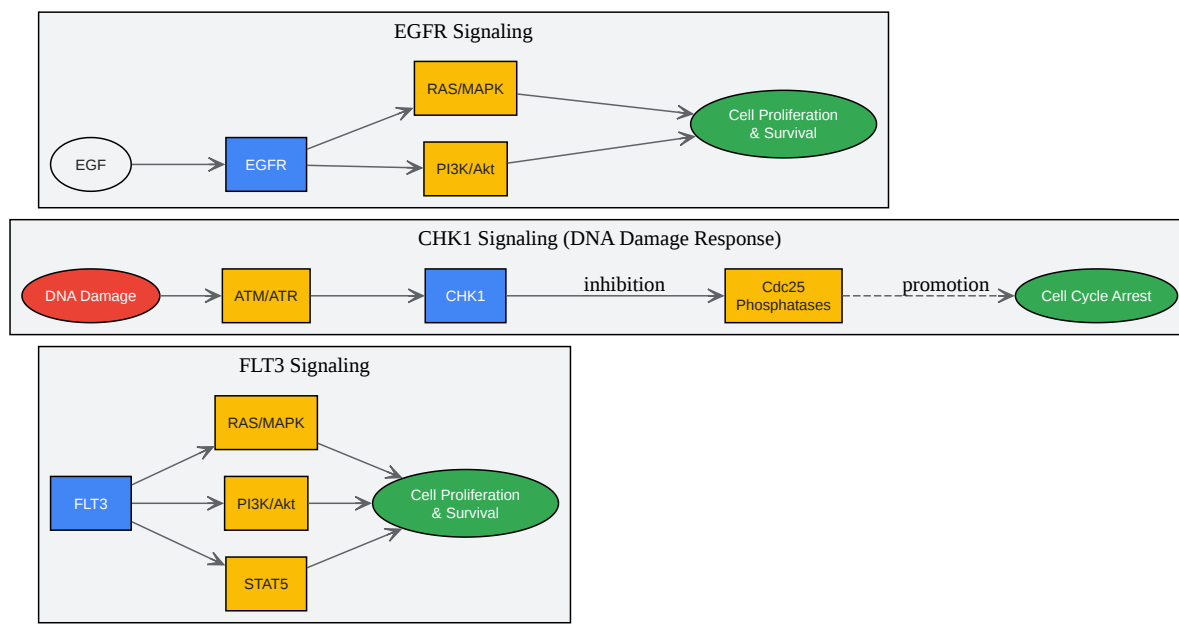 EGFR Signaling
RAS/MAPK
Cell Proliferation
& Survival
EGF
EGFR
PI3K/Akt
CHK1 Signaling (DNA Damage Response)
DNA Damage
ATM/ATR
CHK1
inhibition
Cdc25
Phosphatases
promotion
Cell Cycle Arrest
FLT3 Signaling
RAS/MAPK
FLT3
PI3K/Akt
Cell Proliferation
& Survival
STAT5